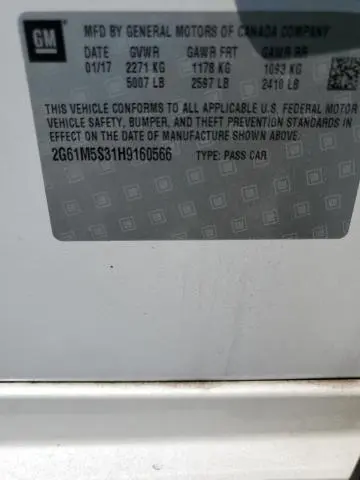 GM
MFD BY GENERAL MOTORS OF CANADA COMPANY
DATE GVWR GAWR FRT GAWR RR
01/17 2271 KG 1178 KG 1093 KG
5007 LB 2597 LB 2410 LB
THIS VEHICLE CONFORMS TO ALL APPLICABLE U.S. FEDERAL MOTOR
VEHICLE SAFETY, BUMPER, AND THEFT PREVENTION STANDARDS IN
EFFECT ON THE DATE OF MANUFACTURE SHOWN ABOVE.
2G61M5S31H9160566 TYPE: PASS CAR